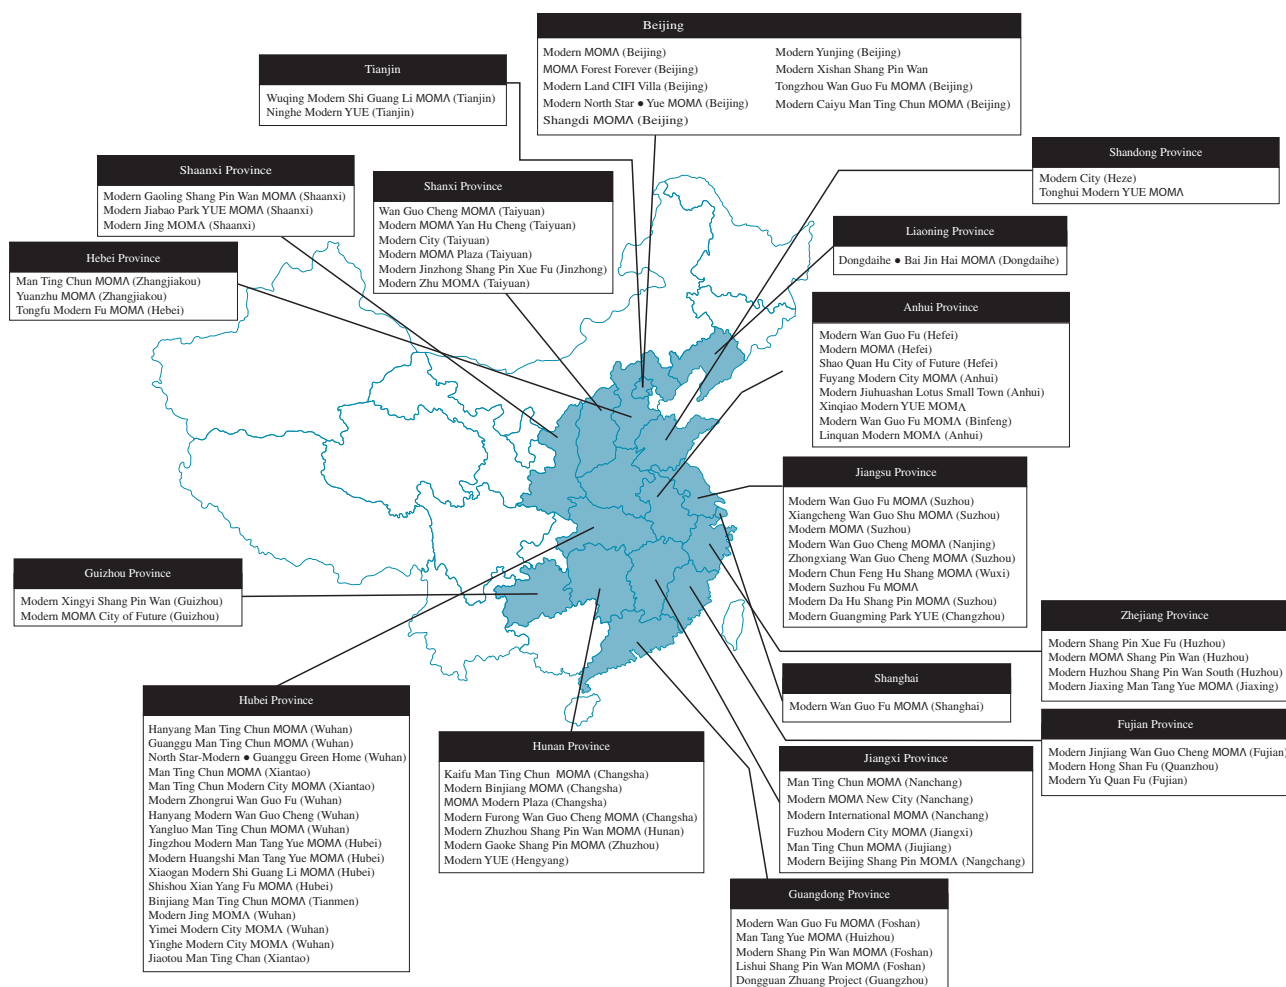 Beijing
Modern MOMΛ (Beijing)
MOMΛ Forest Forever (Beijing)
Modern Land CIFI Villa (Beijing)
Modern North Star ● Yue MOMΛ (Beijing)
Shangdi MOMΛ (Beijing)
Modern Yunjing (Beijing)
Modern Xishan Shang Pin Wan
Tongzhou Wan Guo Fu MOMΛ (Beijing)
Modern Caiyu Man Ting Chun MOMΛ (Beijing)
Tianjin
Wuqing Modern Shi Guang Li MOMΛ (Tianjin)
Ninghe Modern YUE (Tianjin)
Shaanxi Province
Modern Gaoling Shang Pin Wan MOMΛ (Shaanxi)
Modern Jiabao Park YUE MOMΛ (Shaanxi)
Modern Jing MOMΛ (Shaanxi)
Shanxi Province
Wan Guo Cheng MOMΛ (Taiyuan)
Modern MOMΛ Yan Hu Cheng (Taiyuan)
Modern City (Taiyuan)
Modern MOMΛ Plaza (Taiyuan)
Modern Jinzhong Shang Pin Xue Fu (Jinzhong)
Modern Zhu MOMΛ (Taiyuan)
Shandong Province
Modern City (Heze)
Tonghui Modern YUE MOMΛ
Hebei Province
Man Ting Chun MOMΛ (Zhangjiakou)
Yuanzhu MOMΛ (Zhangjiakou)
Tongfu Modern Fu MOMΛ (Hebei)
Liaoning Province
Dongdaihe ● Bai Jin Hai MOMΛ (Dongdaihe)
Anhui Province
Modern Wan Guo Fu (Hefei)
Modern MOMΛ (Hefei)
Shao Quan Hu City of Future (Hefei)
Fuyang Modern City MOMΛ (Anhui)
Modern Jiuhuashan Lotus Small Town (Anhui)
Xinqiao Modern YUE MOMΛ
Modern Wan Guo Fu MOMΛ (Binfeng)
Linquan Modern MOMΛ (Anhui)
Jiangsu Province
Modern Wan Guo Fu MOMΛ (Suzhou)
Xiangcheng Wan Guo Shu MOMΛ (Suzhou)
Modern MOMΛ (Suzhou)
Modern Wan Guo Cheng MOMΛ (Nanjing)
Zhongxiang Wan Guo Cheng MOMΛ (Suzhou)
Modern Chun Feng Hu Shang MOMΛ (Wuxi)
Modern Suzhou Fu MOMΛ
Modern Da Hu Shang Pin MOMΛ (Suzhou)
Modern Guangming Park YUE (Changzhou)
Guizhou Province
Modern Xingyi Shang Pin Wan (Guizhou)
Modern MOMΛ City of Future (Guizhou)
Zhejiang Province
Modern Shang Pin Xue Fu (Huzhou)
Modern MOMΛ Shang Pin Wan (Huzhou)
Modern Huzhou Shang Pin Wan South (Huzhou)
Modern Jiaxing Man Tang Yue MOMΛ (Jiaxing)
Shanghai
Modern Wan Guo Fu MOMΛ (Shanghai)
Hubei Province
Hanyang Man Ting Chun MOMΛ (Wuhan)
Guanggu Man Ting Chun MOMΛ (Wuhan)
North Star-Modern ● Guanggu Green Home (Wuhan)
Man Ting Chun MOMΛ (Xiantao)
Man Ting Chun Modern City MOMΛ (Xiantao)
Modern Zhongrui Wan Guo Fu (Wuhan)
Hanyang Modern Wan Guo Cheng (Wuhan)
Yangluo Man Ting Chun MOMΛ (Wuhan)
Jingzhou Modern Man Tang Yue MOMΛ (Hubei)
Modern Huangshi Man Tang Yue MOMΛ (Hubei)
Xiaogan Modern Shi Guang Li MOMΛ (Hubei)
Shishou Xian Yang Fu MOMΛ (Hubei)
Binjiang Man Ting Chun MOMΛ (Tianmen)
Modern Jing MOMΛ (Wuhan)
Yimei Modern City MOMΛ (Wuhan)
Yinghe Modern City MOMΛ (Wuhan)
Jiaotou Man Ting Chan (Xiantao)
Hunan Province
Kaifu Man Ting Chun MOMΛ (Changsha)
Modern Binjiang MOMΛ (Changsha)
MOMΛ Modern Plaza (Changsha)
Modern Furong Wan Guo Cheng MOMΛ (Changsha)
Modern Zhuzhou Shang Pin Wan MOMΛ (Hunan)
Modern Gaoke Shang Pin MOMΛ (Zhuzhou)
Modern YUE (Hengyang)
Fujian Province
Modern Jinjiang Wan Guo Cheng MOMΛ (Fujian)
Modern Hong Shan Fu (Quanzhou)
Modern Yu Quan Fu (Fujian)
Jiangxi Province
Man Ting Chun MOMΛ (Nanchang)
Modern MOMΛ New City (Nanchang)
Modern International MOMΛ (Nanchang)
Fuzhou Modern City MOMΛ (Jiangxi)
Man Ting Chun MOMΛ (Jiujiang)
Modern Beijing Shang Pin MOMΛ (Nangchang)
Guangdong Province
Modern Wan Guo Fu MOMΛ (Foshan)
Man Tang Yue MOMΛ (Huizhou)
Modern Shang Pin Wan MOMΛ (Foshan)
Lishui Shang Pin Wan MOMΛ (Foshan)
Dongguan Zhuang Project (Guangzhou)